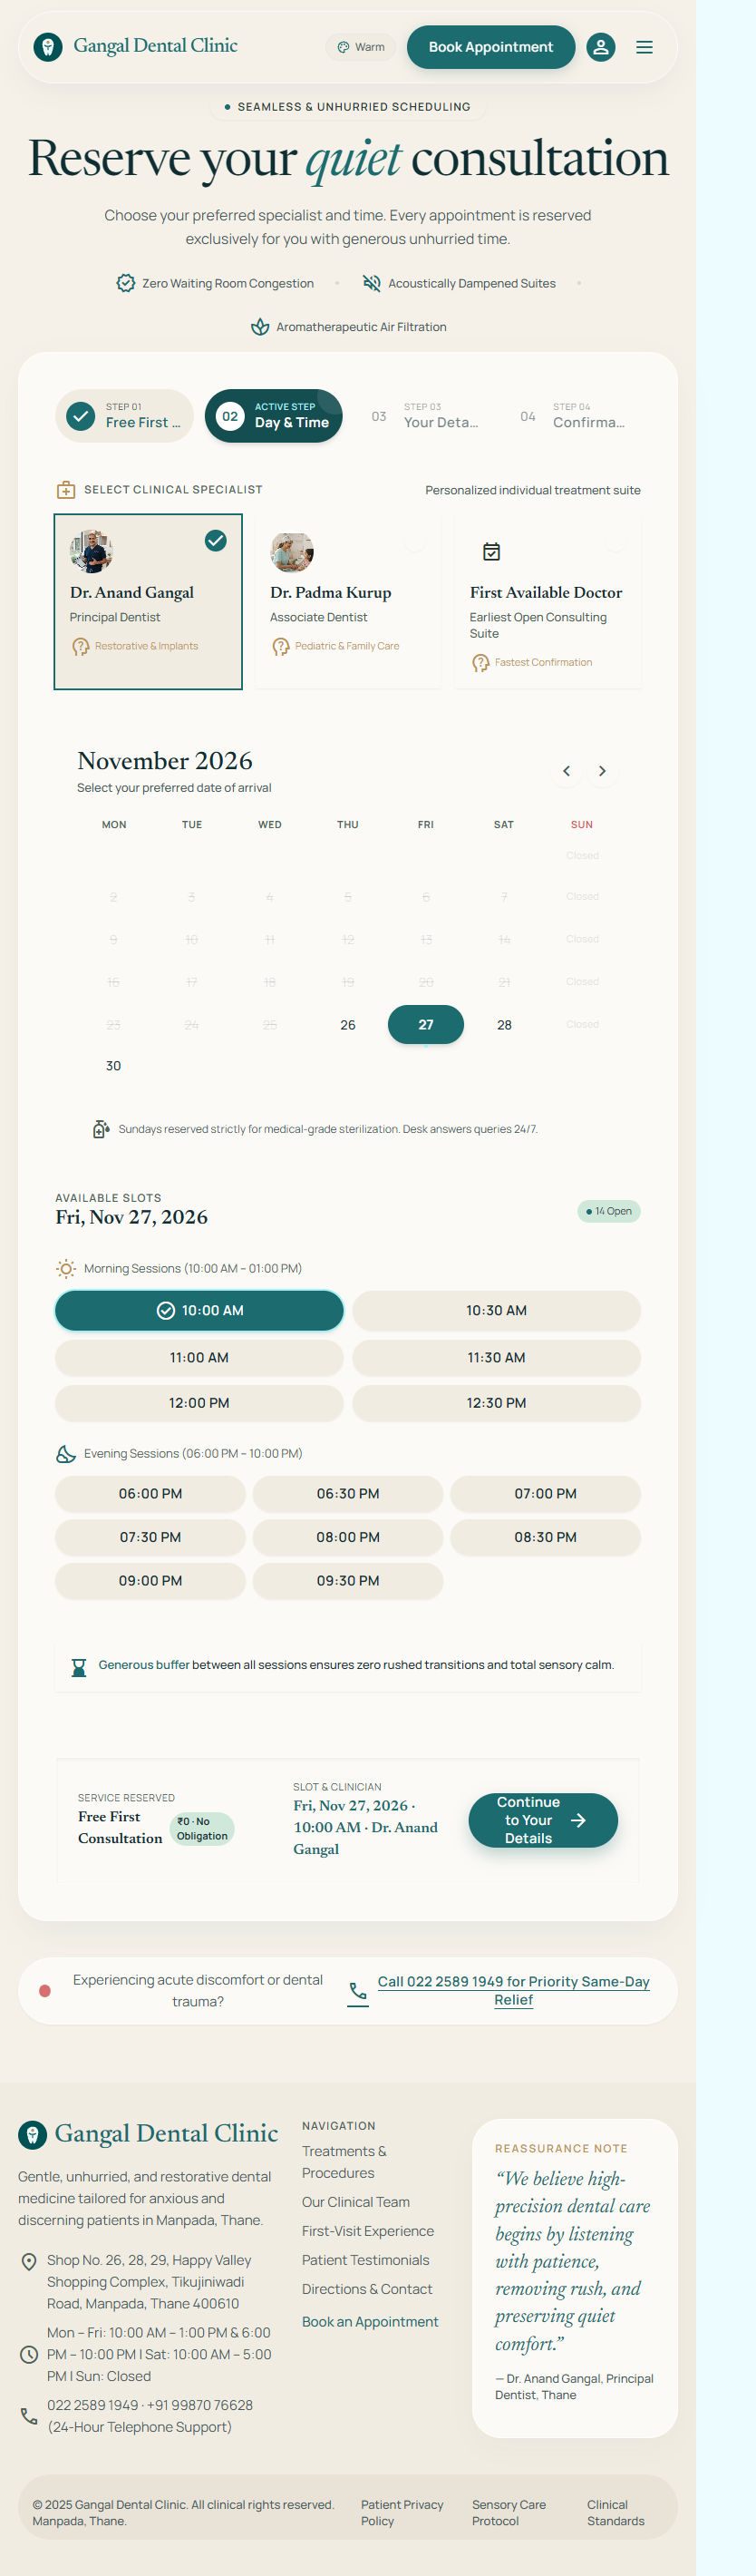 Gangal Dental Clinic
Warm
Book Appointment
SEAMLESS & UNHURRIED SCHEDULING
Reserve your quiet consultation
Choose your preferred specialist and time. Every appointment is reserved
exclusively for you with generous unhurried time.
Zero Waiting Room Congestion
Acoustically Dampened Suites
Aromatherapeutic Air Filtration
STEP 01
Free First ...
02
ACTIVE STEP
Day & Time
03
STEP 03
Your Deta...
04
STEP 04
Confirma...
SELECT CLINICAL SPECIALIST
Personalized individual treatment suite
Dr. Anand Gangal
Principal Dentist
Restorative & Implants
Dr. Padma Kurup
Associate Dentist
Pediatric & Family Care
First Available Doctor
Earliest Open Consulting
Suite
Fastest Confirmation
November 2026
Select your preferred date of arrival
MON TUE WED THU FRI SAT SUN
Closed
2 3 4 5 6 7 Closed
9 10 11 12 13 14 Closed
16 17 18 19 20 21 Closed
23 24 25 26 27 28 Closed
30
Sundays reserved strictly for medical-grade sterilization. Desk answers queries 24/7.
AVAILABLE SLOTS
Fri, Nov 27, 2026
14 Open
Morning Sessions (10:00 AM – 01:00 PM)
10:00 AM
10:30 AM
11:00 AM
11:30 AM
12:00 PM
12:30 PM
Evening Sessions (06:00 PM – 10:00 PM)
06:00 PM
06:30 PM
07:00 PM
07:30 PM
08:00 PM
08:30 PM
09:00 PM
09:30 PM
Generous buffer between all sessions ensures zero rushed transitions and total sensory calm.
SERVICE RESERVED
Free First
Consultation
₹0 · No
Obligation
SLOT & CLINICIAN
Fri, Nov 27, 2026 ·
10:00 AM · Dr. Anand
Gangal
Continue
to Your
Details
Experiencing acute discomfort or dental
trauma?
Call 022 2589 1949 for Priority Same-Day
Relief
Gangal Dental Clinic
Gentle, unhurried, and restorative dental
medicine tailored for anxious and
discerning patients in Manpada, Thane.
Shop No. 26, 28, 29, Happy Valley
Shopping Complex, Tikujiniwadi
Road, Manpada, Thane 400610
Mon – Fri: 10:00 AM – 1:00 PM & 6:00
PM – 10:00 PM | Sat: 10:00 AM – 5:00
PM | Sun: Closed
022 2589 1949 · +91 99870 76628
(24-Hour Telephone Support)
NAVIGATION
Treatments &
Procedures
Our Clinical Team
First-Visit Experience
Patient Testimonials
Directions & Contact
Book an Appointment
REASSURANCE NOTE
“We believe high-
precision dental care
begins by listening
with patience,
removing rush, and
preserving quiet
comfort.”
— Dr. Anand Gangal, Principal
Dentist, Thane
© 2025 Gangal Dental Clinic. All clinical rights reserved.
Manpada, Thane.
Patient Privacy
Policy
Sensory Care
Protocol
Clinical
Standards